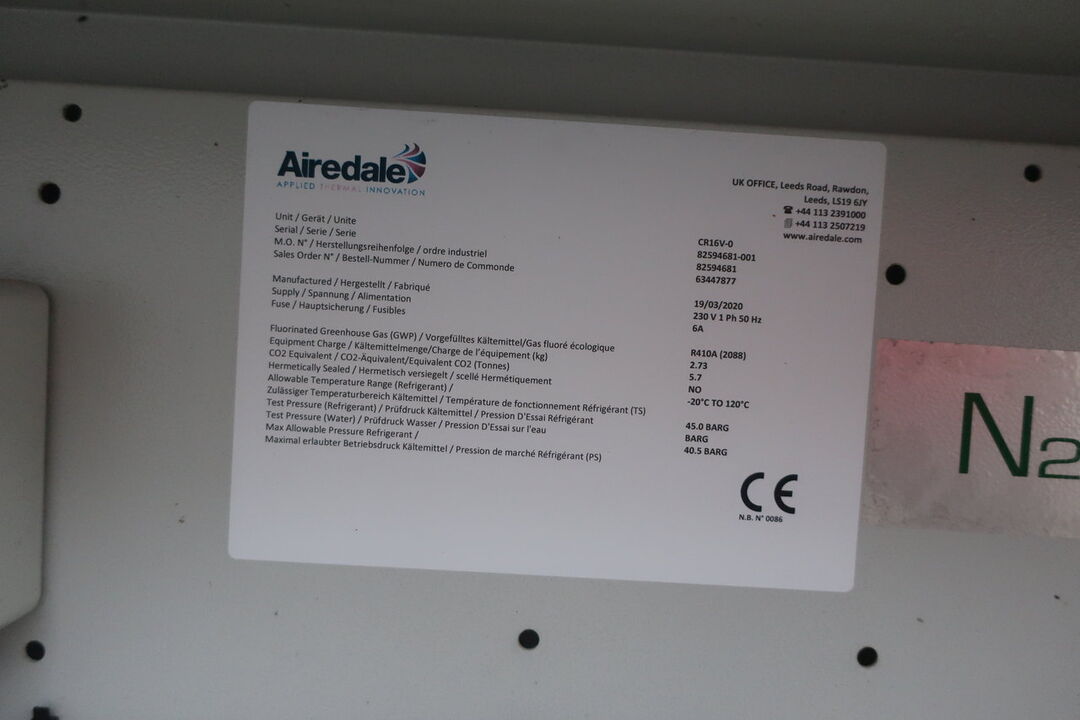 Airedale
APPLIED THERMAL INNOVATION
UK OFFICE, Leeds Road, Rawdon,
Leeds, LS19 6JY
☎ +44 113 2391000
+44 113 2507219
www.airedale.com
Unit / Gerät / Unite CR16V-0
Serial / Serie / Serie 82594681-001
M.O. N° / Herstellungsreihenfolge / ordre industriel 82594681
Sales Order N° / Bestell-Nummer / Numero de Commonde 63447877
Manufactured / Hergestellt / Fabriqué 19/03/2020
Supply / Spannung / Alimentation 230 V 1 Ph 50 Hz
Fuse / Hauptsicherung / Fusibles 6A
Fluorinated Greenhouse Gas (GWP) / Vorgefülltes Kältemittel/Gas fluoré écologique R410A (2088)
Equipment Charge / Kältemittelmenge/Charge de l'équipement (kg) 2.73
CO2 Equivalent / CO2-Äquivalent/Equivalent CO2 (Tonnes) 5.7
Hermetically Sealed / Hermetisch versiegelt / scellé Hermétiquement NO
Allowable Temperature Range (Refrigerant) / -20°C TO 120°C
Zulässiger Temperaturbereich Kältemittel / Température de fonctionnement Réfrigérant (TS)
Test Pressure (Refrigerant) / Prüfdruck Kältemittel / Pression D'Essai Réfrigérant 45.0 BARG
Test Pressure (Water) / Prüfdruck Wasser / Pression D'Essai sur l'eau BARG
Max Allowable Pressure Refrigerant / 40.5 BARG
Maximal erlaubter Betriebsdruck Kältemittel / Pression de marché Réfrigérant (PS)
CE
N.B. N° 0086
N2